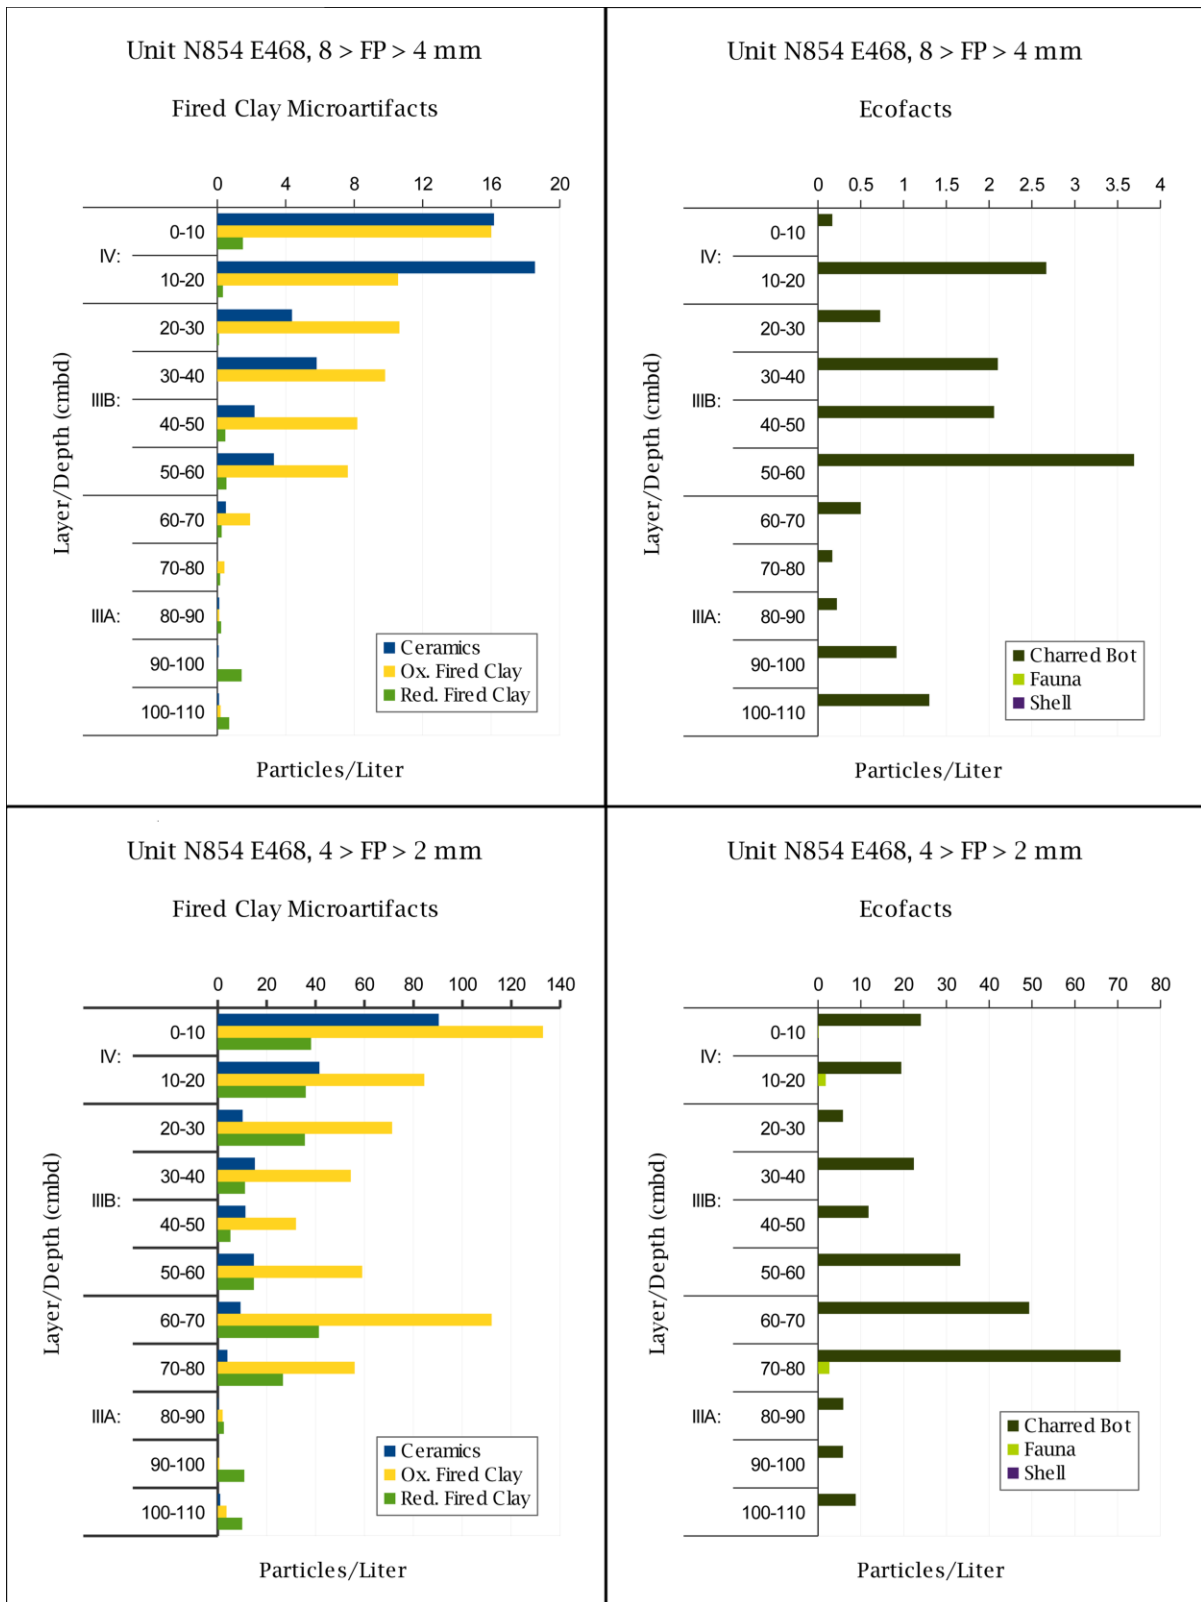 Unit N854 E468, 8 > FP > 4 mm
Fired Clay Microartifacts
0 4 8 12 16 20
Layer/Depth (cmbd)
IV:
0-10
10-20
IIIB:
20-30
30-40
40-50
50-60
IIIA:
60-70
70-80
80-90
90-100
100-110
Ceramics
Ox. Fired Clay
Red. Fired Clay
Particles/Liter
Unit N854 E468, 8 > FP > 4 mm
Ecofacts
0 0.5 1 1.5 2 2.5 3 3.5 4
Layer/Depth (cmbd)
IV:
0-10
10-20
IIIB:
20-30
30-40
40-50
50-60
IIIA:
60-70
70-80
80-90
90-100
100-110
Charred Bot
Fauna
Shell
Particles/Liter
Unit N854 E468, 4 > FP > 2 mm
Fired Clay Microartifacts
0 20 40 60 80 100 120 140
Layer/Depth (cmbd)
IV:
0-10
10-20
IIIB:
20-30
30-40
40-50
50-60
IIIA:
60-70
70-80
80-90
90-100
100-110
Ceramics
Ox. Fired Clay
Red. Fired Clay
Particles/Liter
Unit N854 E468, 4 > FP > 2 mm
Ecofacts
0 10 20 30 40 50 60 70 80
Layer/Depth (cmbd)
IV:
0-10
10-20
IIIB:
20-30
30-40
40-50
50-60
IIIA:
60-70
70-80
80-90
90-100
100-110
Charred Bot
Fauna
Shell
Particles/Liter